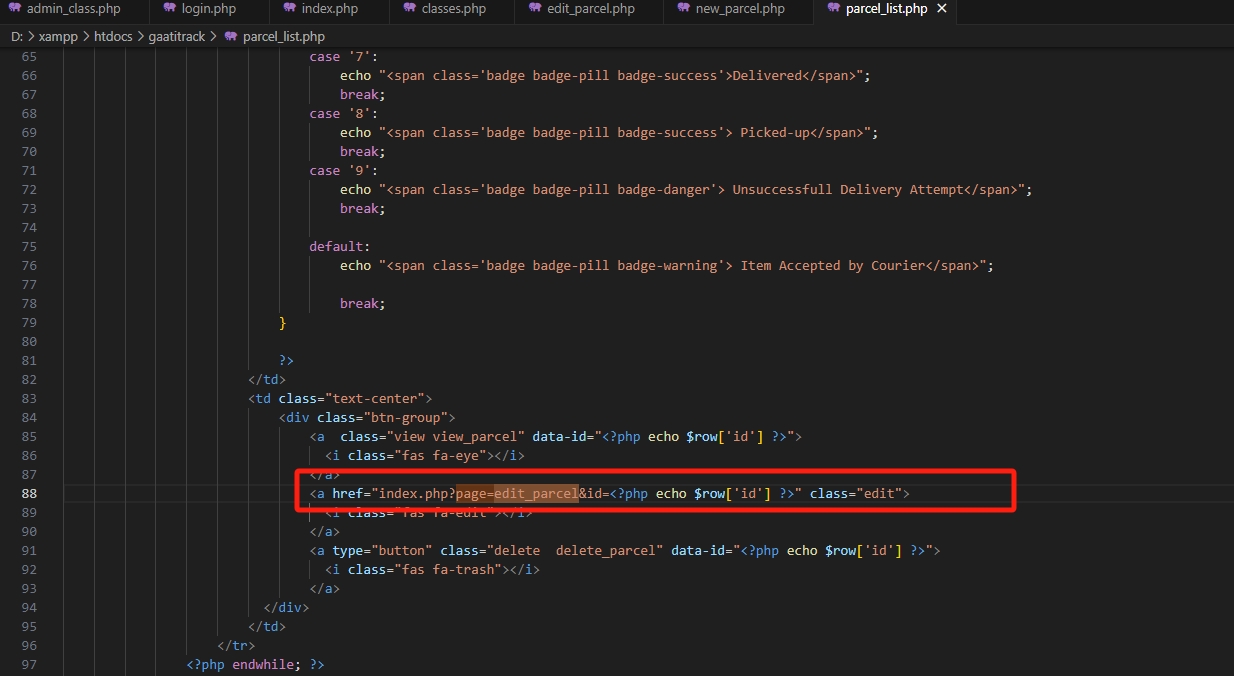 admin_class.php login.php index.php classes.php edit_parcel.php new_parcel.php parcel_list.php ×
D: > xampp > htdocs > gaatitrack > parcel_list.php
65 case '7':
66 echo "<span class='badge badge-pill badge-success'>Delivered</span>";
67 break;
68 case '8':
69 echo "<span class='badge badge-pill badge-success'> Picked-up</span>";
70 break;
71 case '9':
72 echo "<span class='badge badge-pill badge-danger'> Unsuccessfull Delivery Attempt</span>";
73 break;
74
75 default:
76 echo "<span class='badge badge-pill badge-warning'> Item Accepted by Courier</span>";
77
78 break;
79 }
80
81 ?>
82 </td>
83 <td class="text-center">
84 <div class="btn-group">
85 <a  class="view view_parcel" data-id="<?php echo $row['id'] ?>">
86 <i class="fas fa-eye"></i>
87 </a>
88 <a href="index.php?page=edit_parcel&id=<?php echo $row['id'] ?>" class="edit">
89 <i class="fas fa-edit"></i>
90 </a>
91 <a type="button" class="delete  delete_parcel" data-id="<?php echo $row['id'] ?>">
92 <i class="fas fa-trash"></i>
93 </a>
94 </div>
95 </td>
96 </tr>
97 <?php endwhile; ?>